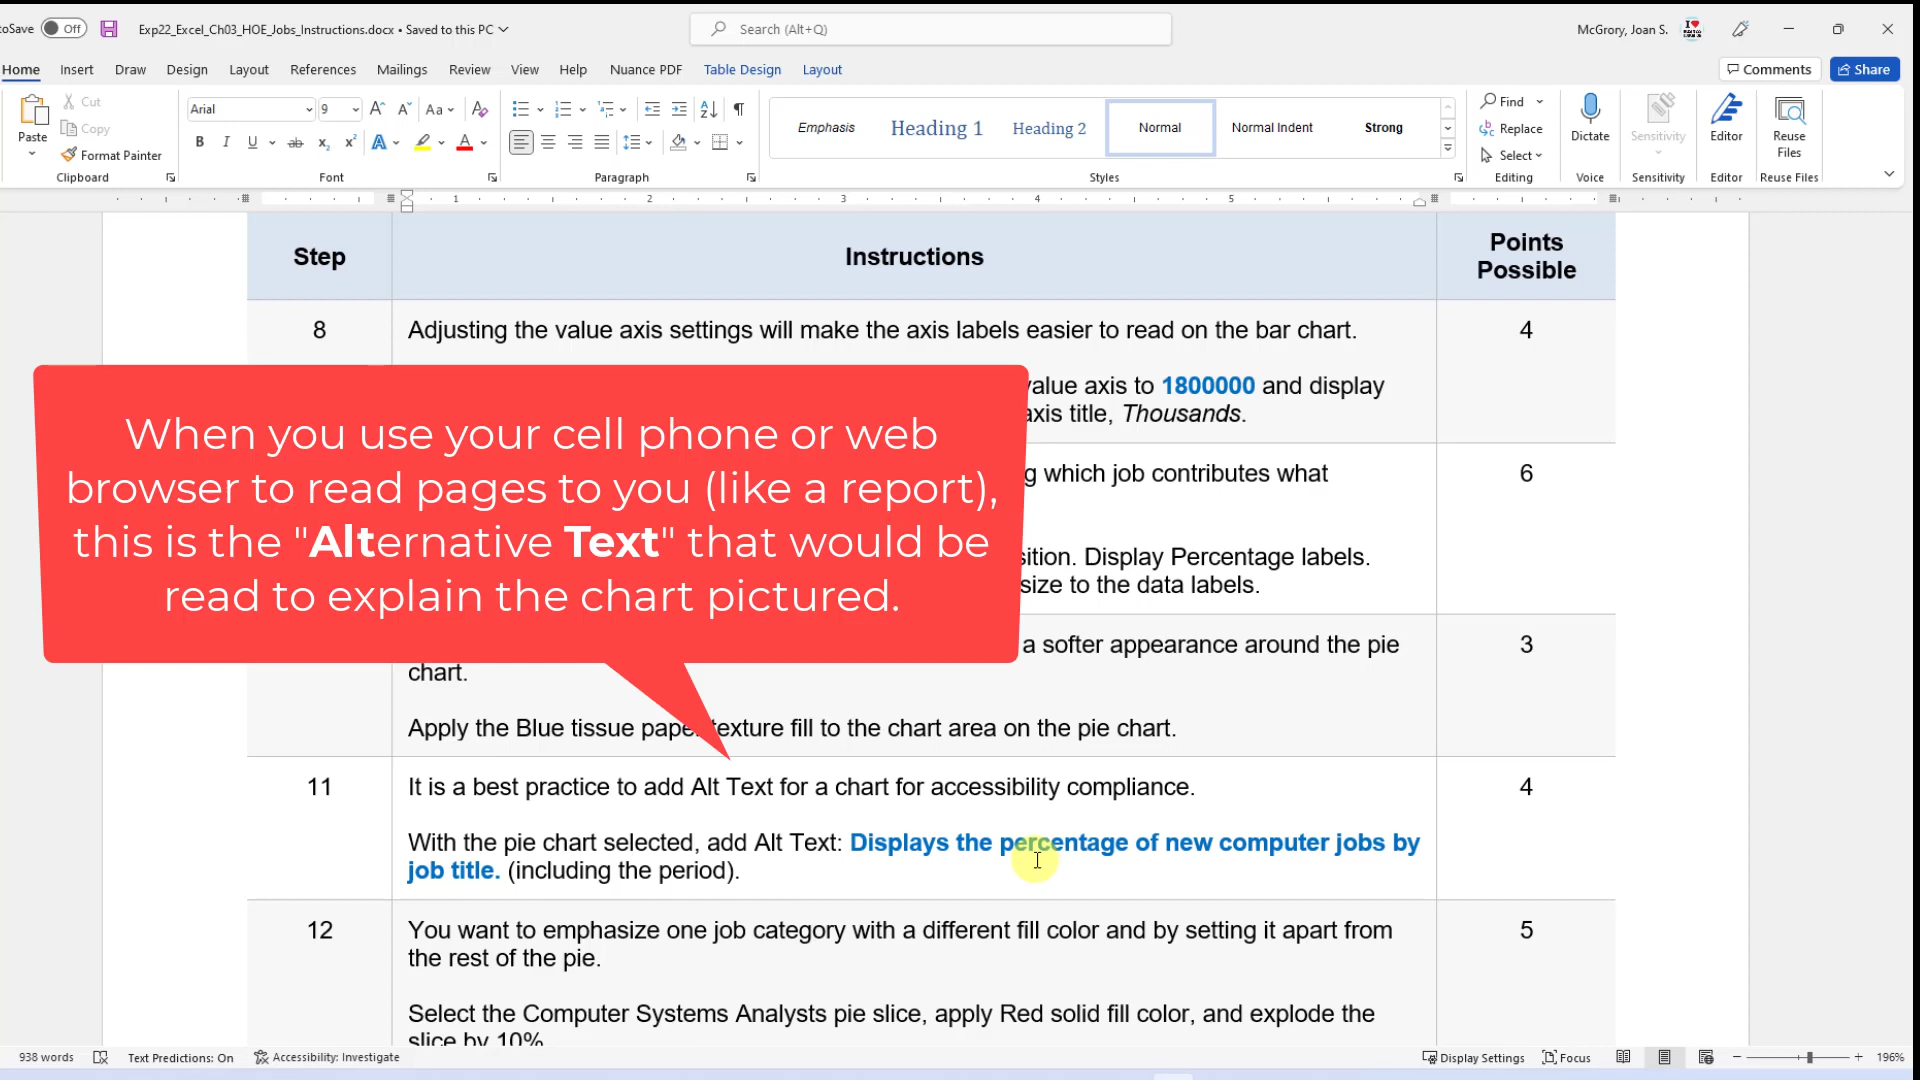 oSave Off Exp22_Excel_Ch03_HOE_Jobs_Instructions.docx • Saved to this PC Search (Alt+Q) McGrory, Joan S.
Home Insert Draw Design Layout References Mailings Review View Help Nuance PDF Table Design Layout Comments Share
Paste
Cut
Copy
Format Painter
Clipboard
Arial 9
Font
Paragraph
Emphasis Heading 1 Heading 2 Normal Normal Indent Strong
Styles
Find
Replace
Select
Editing
Dictate
Voice
Sensitivity
Sensitivity
Editor
Editor
Reuse
Files
Reuse Files
1 2 3 4 5
Step Instructions Points
Possible
8 Adjusting the value axis settings will make the axis labels easier to read on the bar chart. 4
value axis to 1800000 and display
axis title, Thousands.
g which job contributes what 6
sition. Display Percentage labels.
size to the data labels.
a softer appearance around the pie 3
chart.
Apply the Blue tissue paper texture fill to the chart area on the pie chart.
When you use your cell phone or web
browser to read pages to you (like a report),
this is the "Alternative Text" that would be
read to explain the chart pictured.
11 It is a best practice to add Alt Text for a chart for accessibility compliance. 4
With the pie chart selected, add Alt Text: Displays the percentage of new computer jobs by
job title. (including the period).
12 You want to emphasize one job category with a different fill color and by setting it apart from 5
the rest of the pie.
Select the Computer Systems Analysts pie slice, apply Red solid fill color, and explode the
slice by 10%
938 words Text Predictions: On Accessibility: Investigate Display Settings Focus 196%